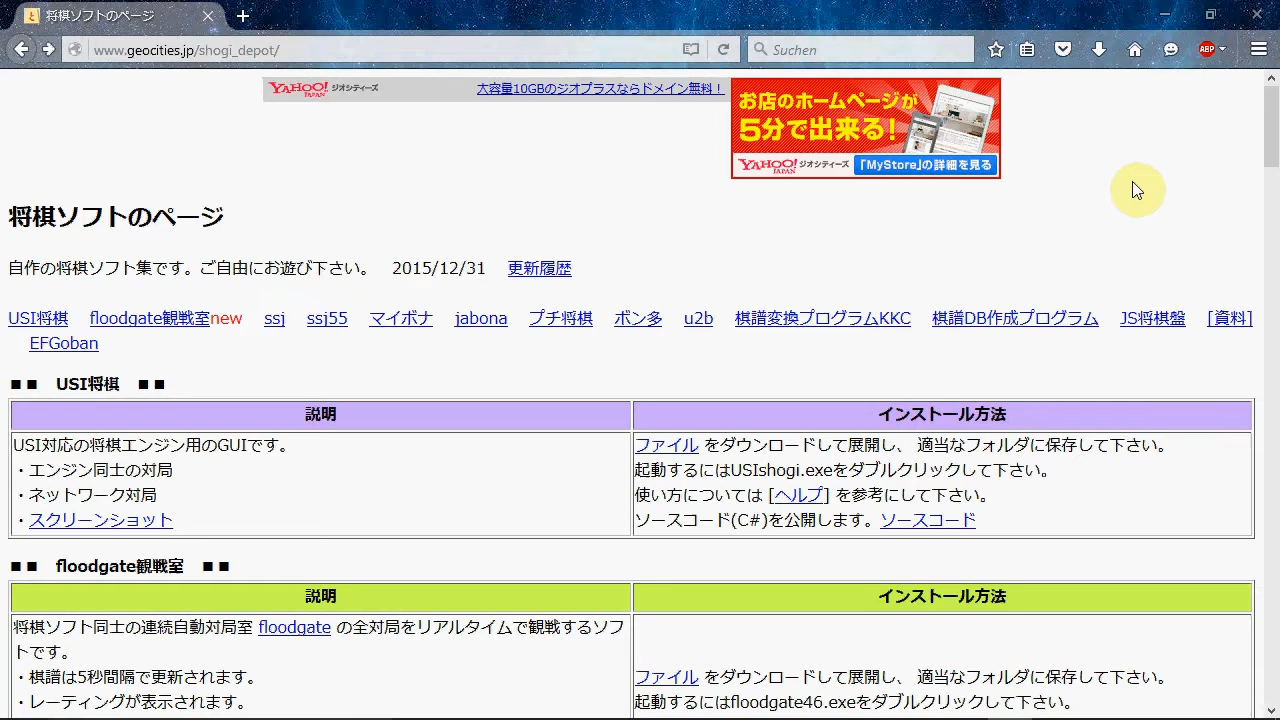 将棋ソフトのページ
www.geocities.jp/shogi_depot/
Suchen
ABP
YAHOO! JAPAN ジオシティーズ
大容量10GBのジオプラスならドメイン無料！
お店のホームページが
5分で出来る！
YAHOO! JAPAN ジオシティーズ 「MyStore」の詳細を見る
将棋ソフトのページ
自作の将棋ソフト集です。ご自由にお遊び下さい。 2015/12/31 更新履歴
USI将棋 floodgate観戦室new ssj ssj55 マイボナ jabona プチ将棋 ボン多 u2b 棋譜変換プログラムKKC 棋譜DB作成プログラム JS将棋盤 [資料]
EFGoban
■ ■ USI将棋 ■ ■
説明 インストール方法
USI対応の将棋エンジン用のGUIです。
・エンジン同士の対局
・ネットワーク対局
・スクリーンショット
ファイル をダウンロードして展開し、 適当なフォルダに保存して下さい。
起動するにはUSIshogi.exeをダブルクリックして下さい。
使い方については [ヘルプ] を参考にして下さい。
ソースコード(C#)を公開します。ソースコード
■ ■ floodgate観戦室 ■ ■
説明 インストール方法
将棋ソフト同士の連続自動対局室 floodgate の全対局をリアルタイムで観戦するソフ
トです。
・棋譜は5秒間隔で更新されます。
・レーティングが表示されます。
ファイル をダウンロードして展開し、 適当なフォルダに保存して下さい。
起動するにはfloodgate46.exeをダブルクリックして下さい。